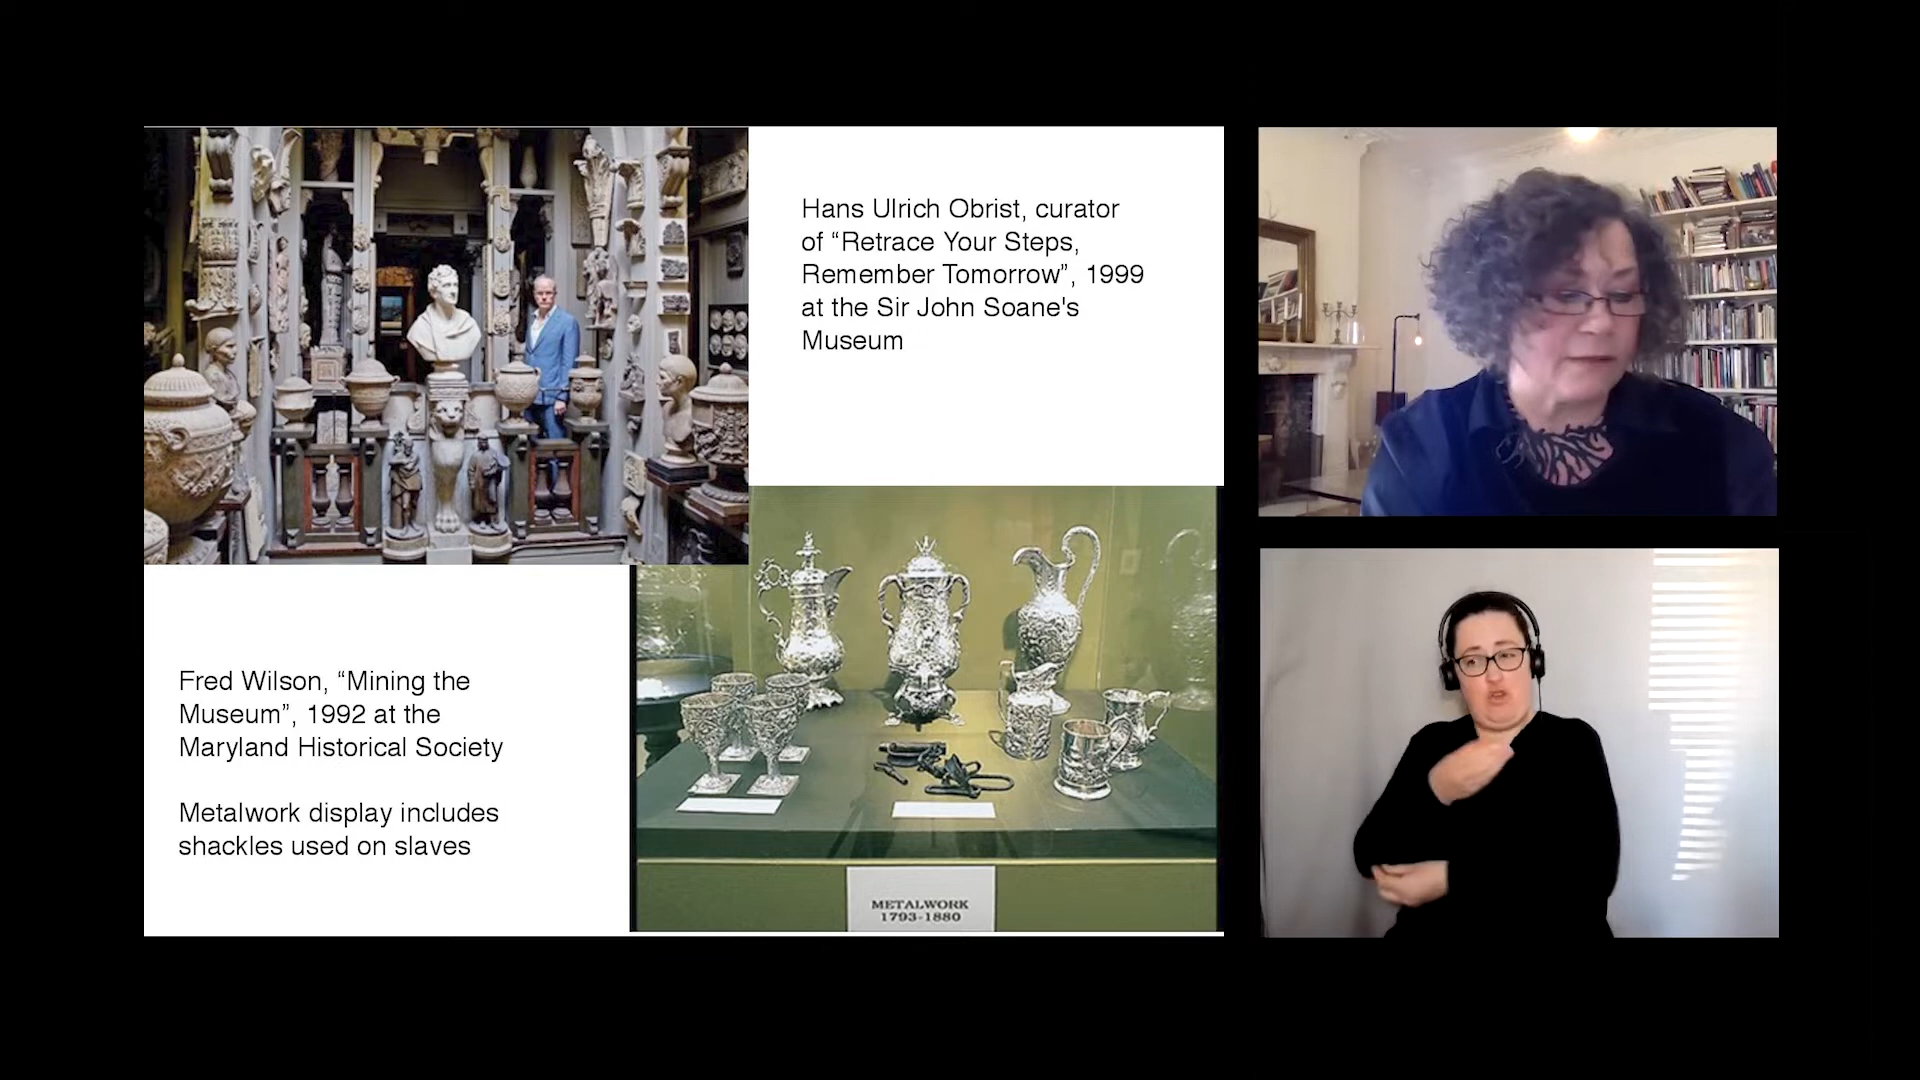 Hans Ulrich Obrist, curator
of “Retrace Your Steps,
Remember Tomorrow”, 1999
at the Sir John Soane's
Museum
Fred Wilson, “Mining the
Museum”, 1992 at the
Maryland Historical Society
Metalwork display includes
shackles used on slaves
METALWORK
1793-1880